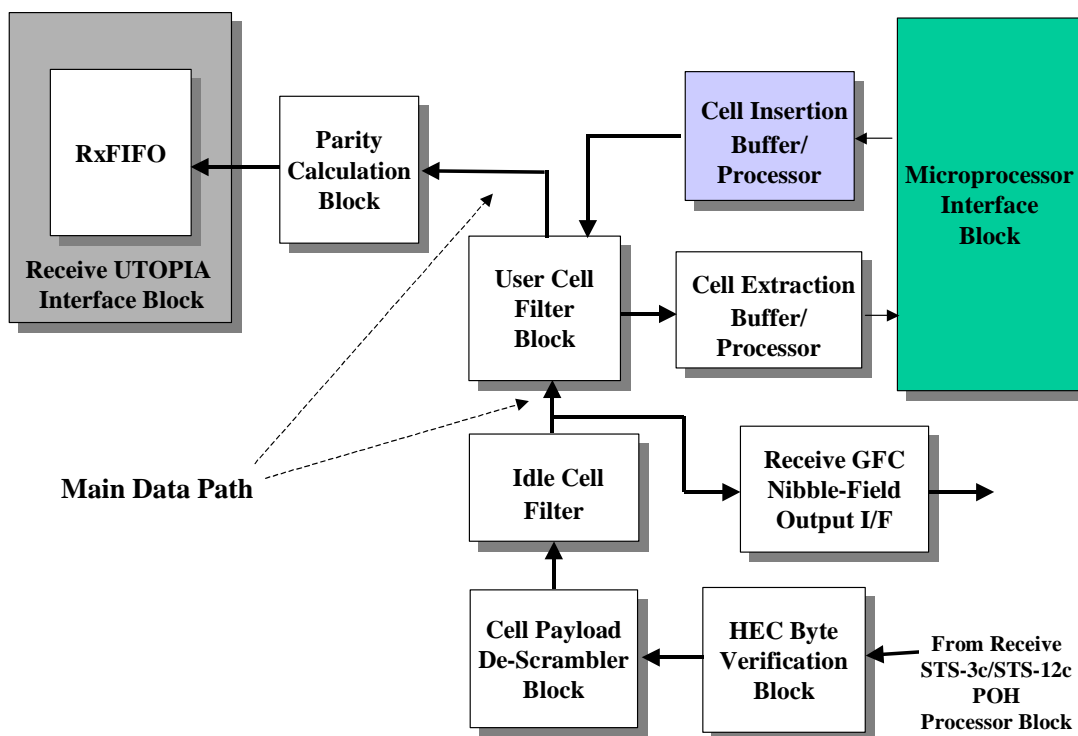 RxFIFO
Receive UTOPIA
Interface Block
Parity
Calculation
Block
Cell Insertion
Buffer/
Processor
Microprocessor
Interface
Block
User Cell
Filter
Block
Cell Extraction
Buffer/
Processor
Main Data Path
Idle Cell
Filter
Receive GFC
Nibble-Field
Output I/F
Cell Payload
De-Scrambler
Block
HEC Byte
Verification
Block
From Receive
STS-3c/STS-12c
POH
Processor Block